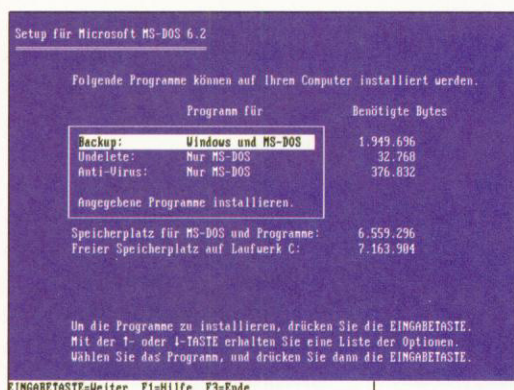 Setup für Microsoft MS-DOS 6.2
Folgende Programme können auf Ihrem Computer installiert werden.
Programm für Benötigte Bytes
Backup: Windows und MS-DOS 1.949.696
Undelete: Nur MS-DOS 32.768
Anti-Virus: Nur MS-DOS 376.832
Angegebene Programme installieren.
Speicherplatz für MS-DOS und Programme: 6.559.296
Freier Speicherplatz auf Laufwerk C: 7.163.904
Um die Programme zu installieren, drücken Sie die EINGABETASTE.
Mit der ↑- oder ↓-TASTE erhalten Sie eine Liste der Optionen.
Wählen Sie das Programm, und drücken Sie dann die EINGABETASTE.
EINGABETASTE=Weiter F1=Hilfe F3=Ende